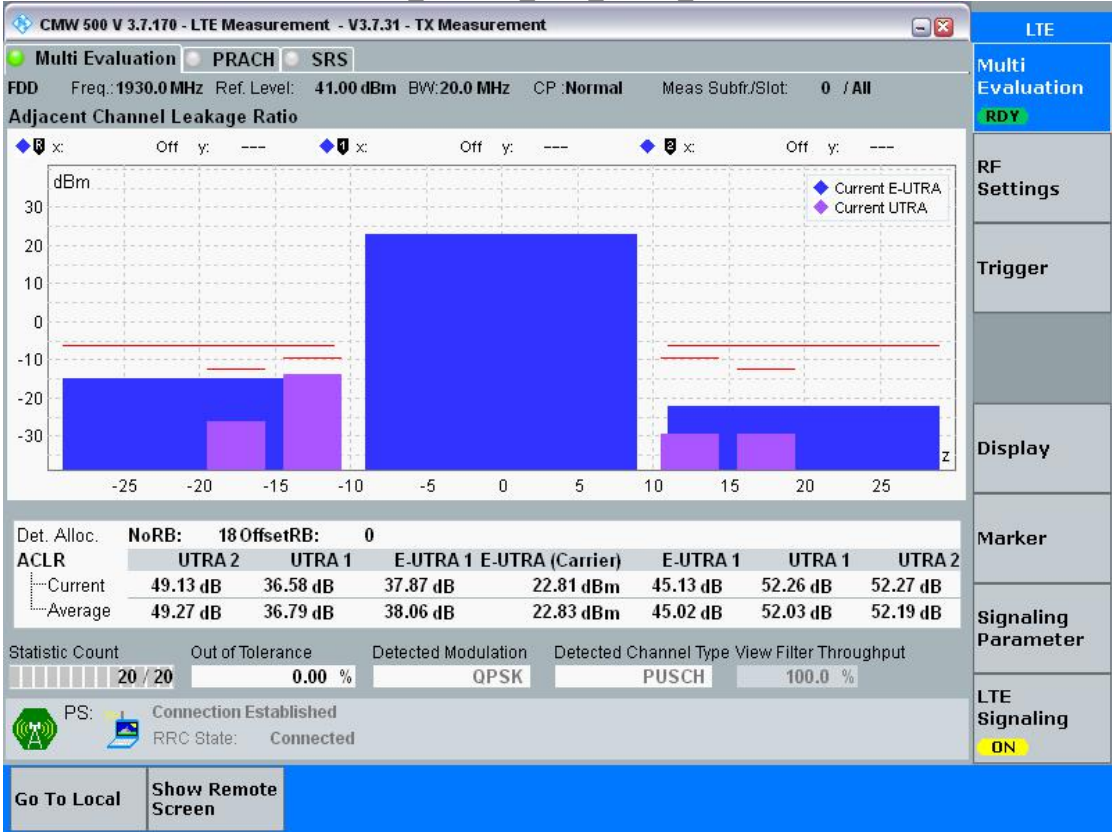 CMW 500 V 3.7.170 - LTE Measurement - V3.7.31 - TX Measurement
LTE
Multi Evaluation PRACH SRS
Multi
Evaluation
RDY
FDD Freq.: 1930.0 MHz Ref. Level: 41.00 dBm BW: 20.0 MHz CP : Normal Meas Subfr./Slot: 0 / All
Adjacent Channel Leakage Ratio
R x: Off y: --- 1 x: Off y: --- 2 x: Off y: ---
RF
Settings
dBm
Current E-UTRA
Current UTRA
30
20
10
0
-10
-20
-30
z
-25 -20 -15 -10 -5 0 5 10 15 20 25
Trigger
Display
Marker
Signaling
Parameter
LTE
Signaling
ON
Det. Alloc. NoRB: 18 OffsetRB: 0
ACLR UTRA 2 UTRA 1 E-UTRA 1 E-UTRA (Carrier) E-UTRA 1 UTRA 1 UTRA 2
Current 49.13 dB 36.58 dB 37.87 dB 22.81 dBm 45.13 dB 52.26 dB 52.27 dB
Average 49.27 dB 36.79 dB 38.06 dB 22.83 dBm 45.02 dB 52.03 dB 52.19 dB
Statistic Count Out of Tolerance Detected Modulation Detected Channel Type View Filter Throughput
20 / 20 0.00 % QPSK PUSCH 100.0 %
PS: Connection Established
RRC State: Connected
Go To Local
Show Remote
Screen